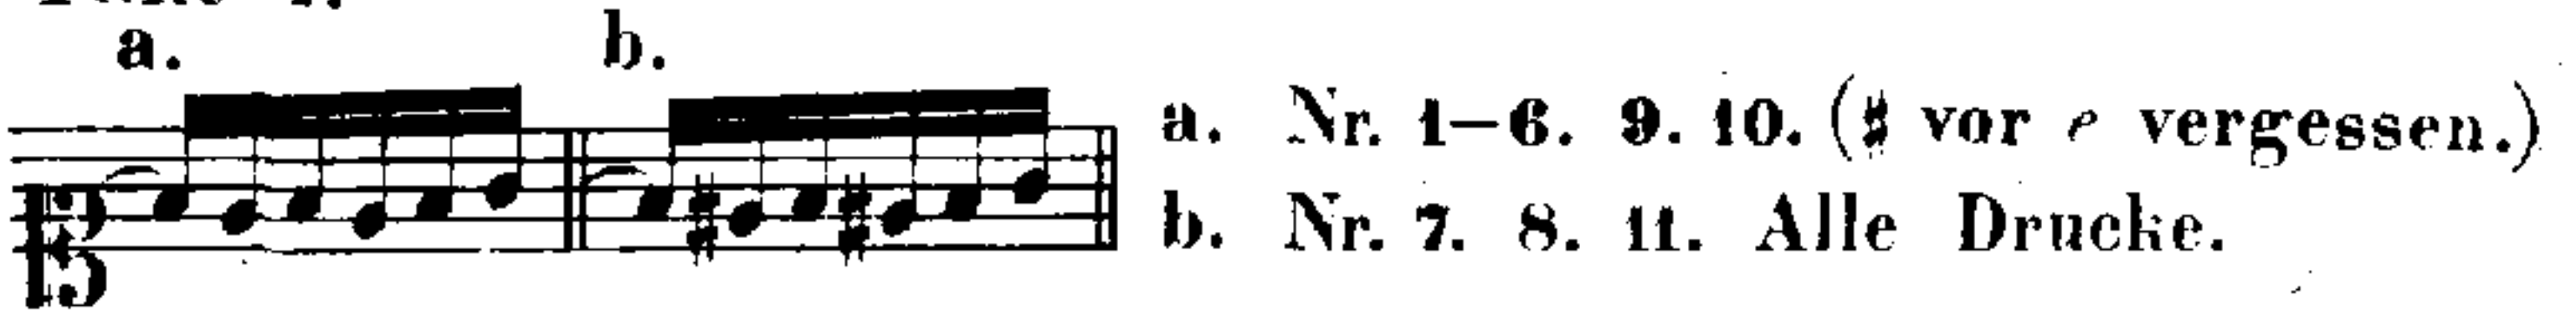 a. b.
a. Nr. 1—6. 9. 10. (♯ vor e vergessen.)
b. Nr. 7. 8. 11. Alle Drucke.